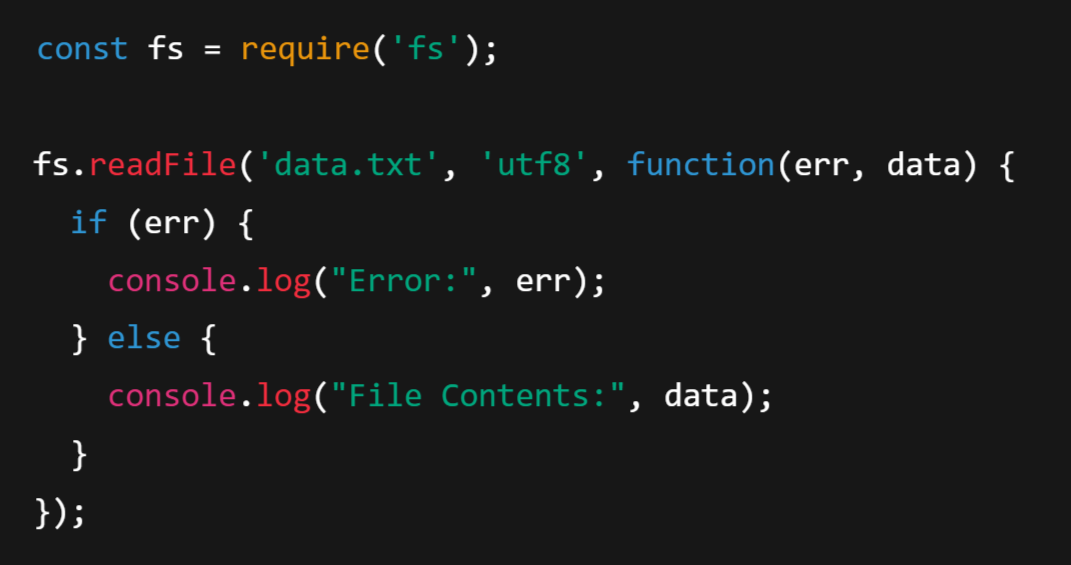 const fs = require('fs');
fs.readFile('data.txt', 'utf8', function(err, data) {
  if (err) {
    console.log("Error:", err);
  } else {
    console.log("File Contents:", data);
  }
});